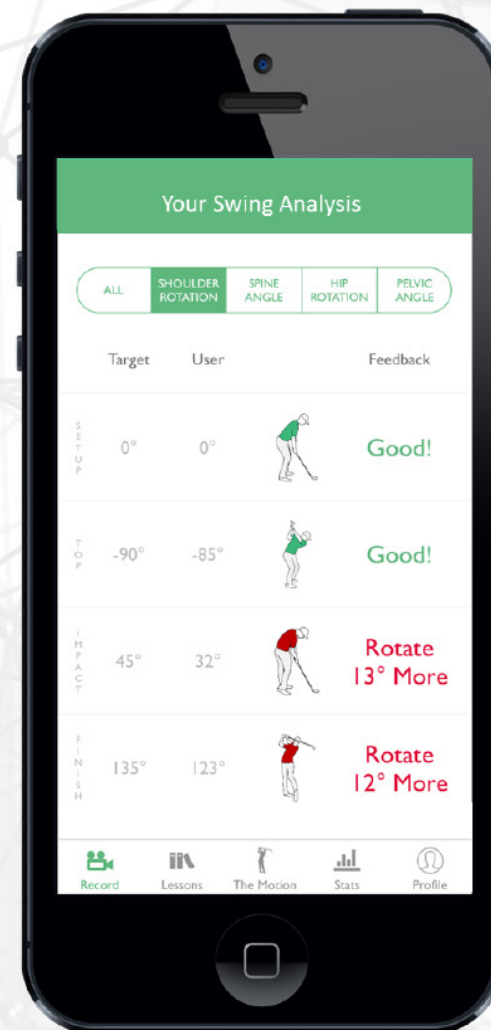 Your Swing Analysis
ALL
SHOULDER
ROTATION
SPINE
ANGLE
HIP
ROTATION
PELVIC
ANGLE
Target User Feedback
SETUP 0° 0° Good!
TOP -90° -85° Good!
IMPACT 45° 32° Rotate
13° More
FINISH 135° 123° Rotate
12° More
Record Lessons The Motion Stats Profile